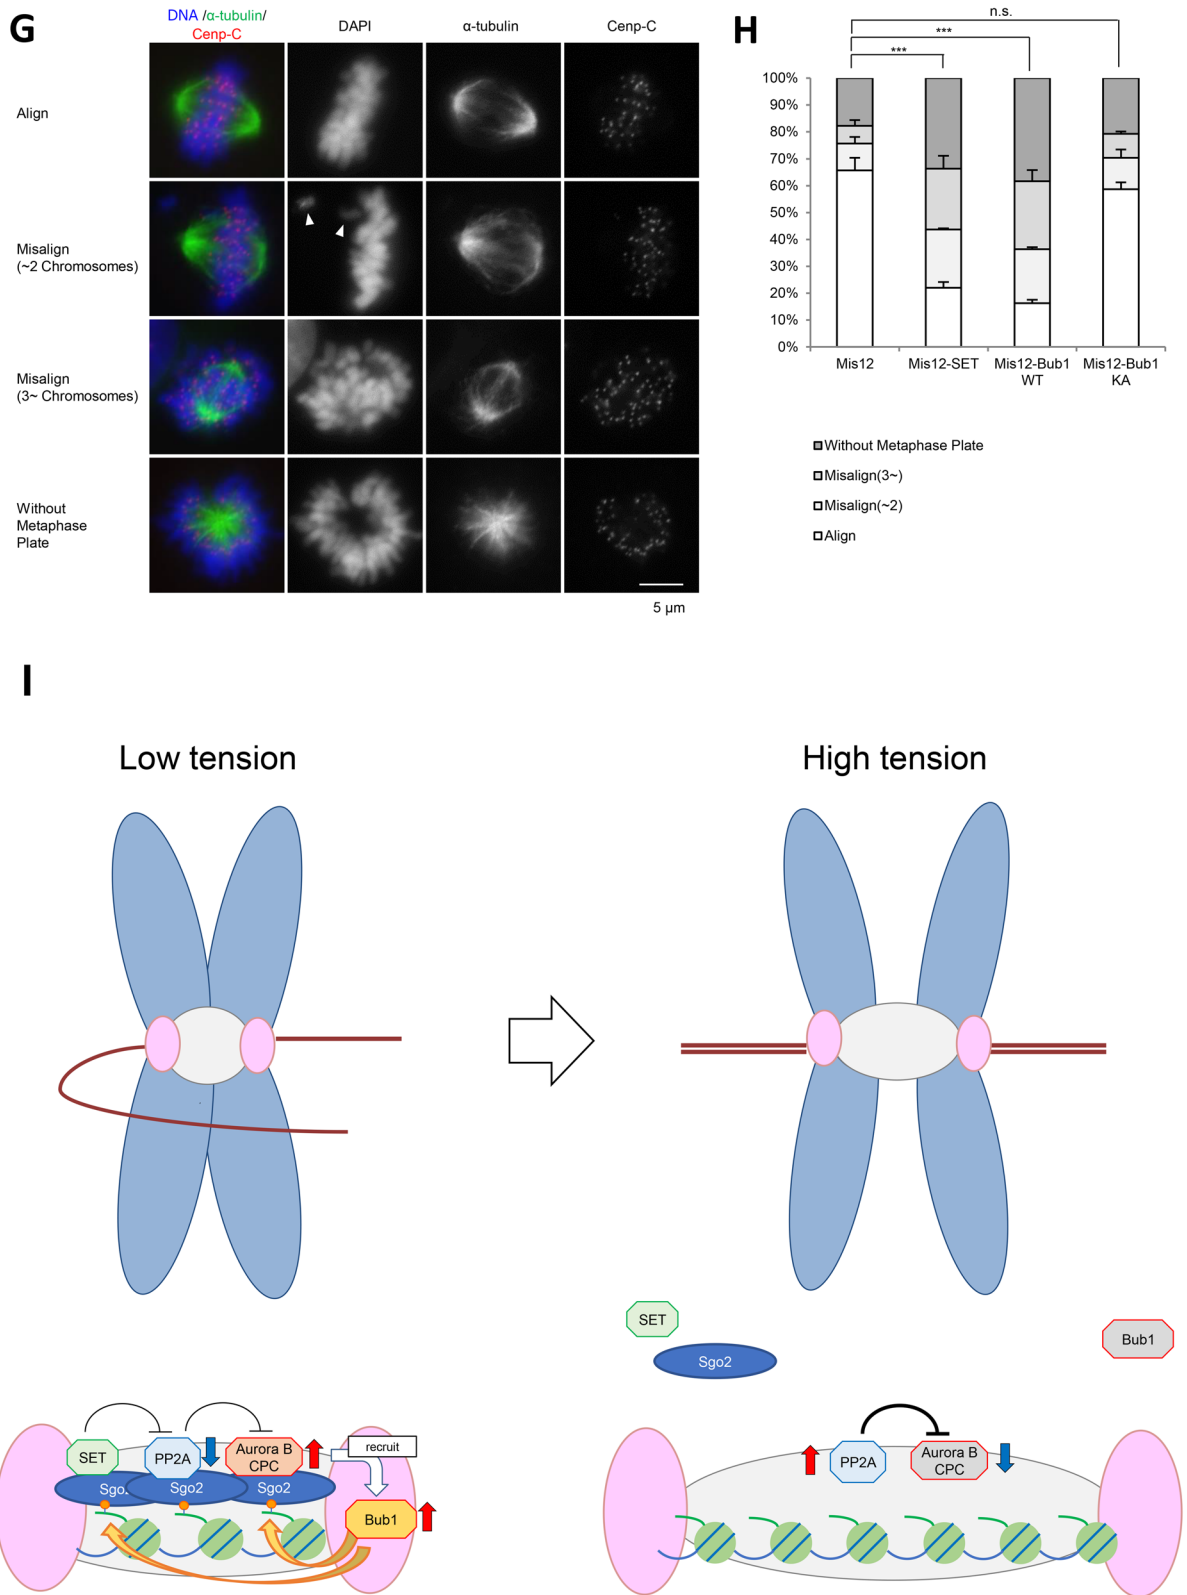 G
DNA /α-tubulin/
Cenp-C
DAPI
α-tubulin
Cenp-C
Align
Misalign
(~2 Chromosomes)
Misalign
(3~ Chromosomes)
Without
Metaphase
Plate
5 μm
H
n.s.
***
***
100%
90%
80%
70%
60%
50%
40%
30%
20%
10%
0%
Mis12
Mis12-SET
Mis12-Bub1
WT
Mis12-Bub1
KA
Without Metaphase Plate
Misalign(3~)
Misalign(~2)
Align
I
Low tension
High tension
SET
Sgo2
Bub1
SET
PP2A
Aurora B
CPC
recruit
Sgo2
Sgo2
Bub1
PP2A
Aurora B
CPC